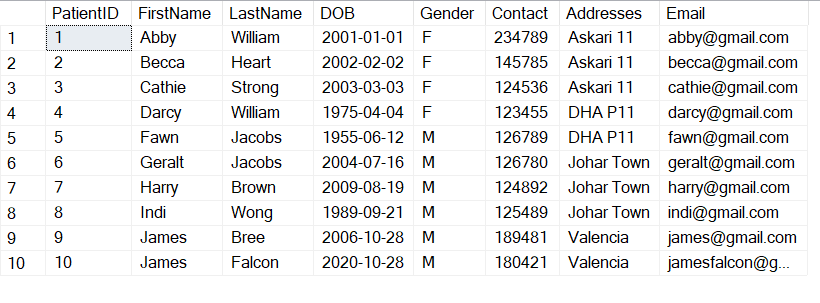 PatientID FirstName LastName DOB Gender Contact Addresses Email
1 1 Abby William 2001-01-01 F 234789 Askari 11 abby@gmail.com
2 2 Becca Heart 2002-02-02 F 145785 Askari 11 becca@gmail.com
3 3 Cathie Strong 2003-03-03 F 124536 Askari 11 cathie@gmail.com
4 4 Darcy William 1975-04-04 F 123455 DHA P11 darcy@gmail.com
5 5 Fawn Jacobs 1955-06-12 M 126789 DHA P11 fawn@gmail.com
6 6 Geralt Jacobs 2004-07-16 M 126780 Johar Town geralt@gmail.com
7 7 Harry Brown 2009-08-19 M 124892 Johar Town harry@gmail.com
8 8 Indi Wong 1989-09-21 M 125489 Johar Town indi@gmail.com
9 9 James Bree 2006-10-28 M 189481 Valencia james@gmail.com
10 10 James Falcon 2020-10-28 M 180421 Valencia jamesfalcon@g...